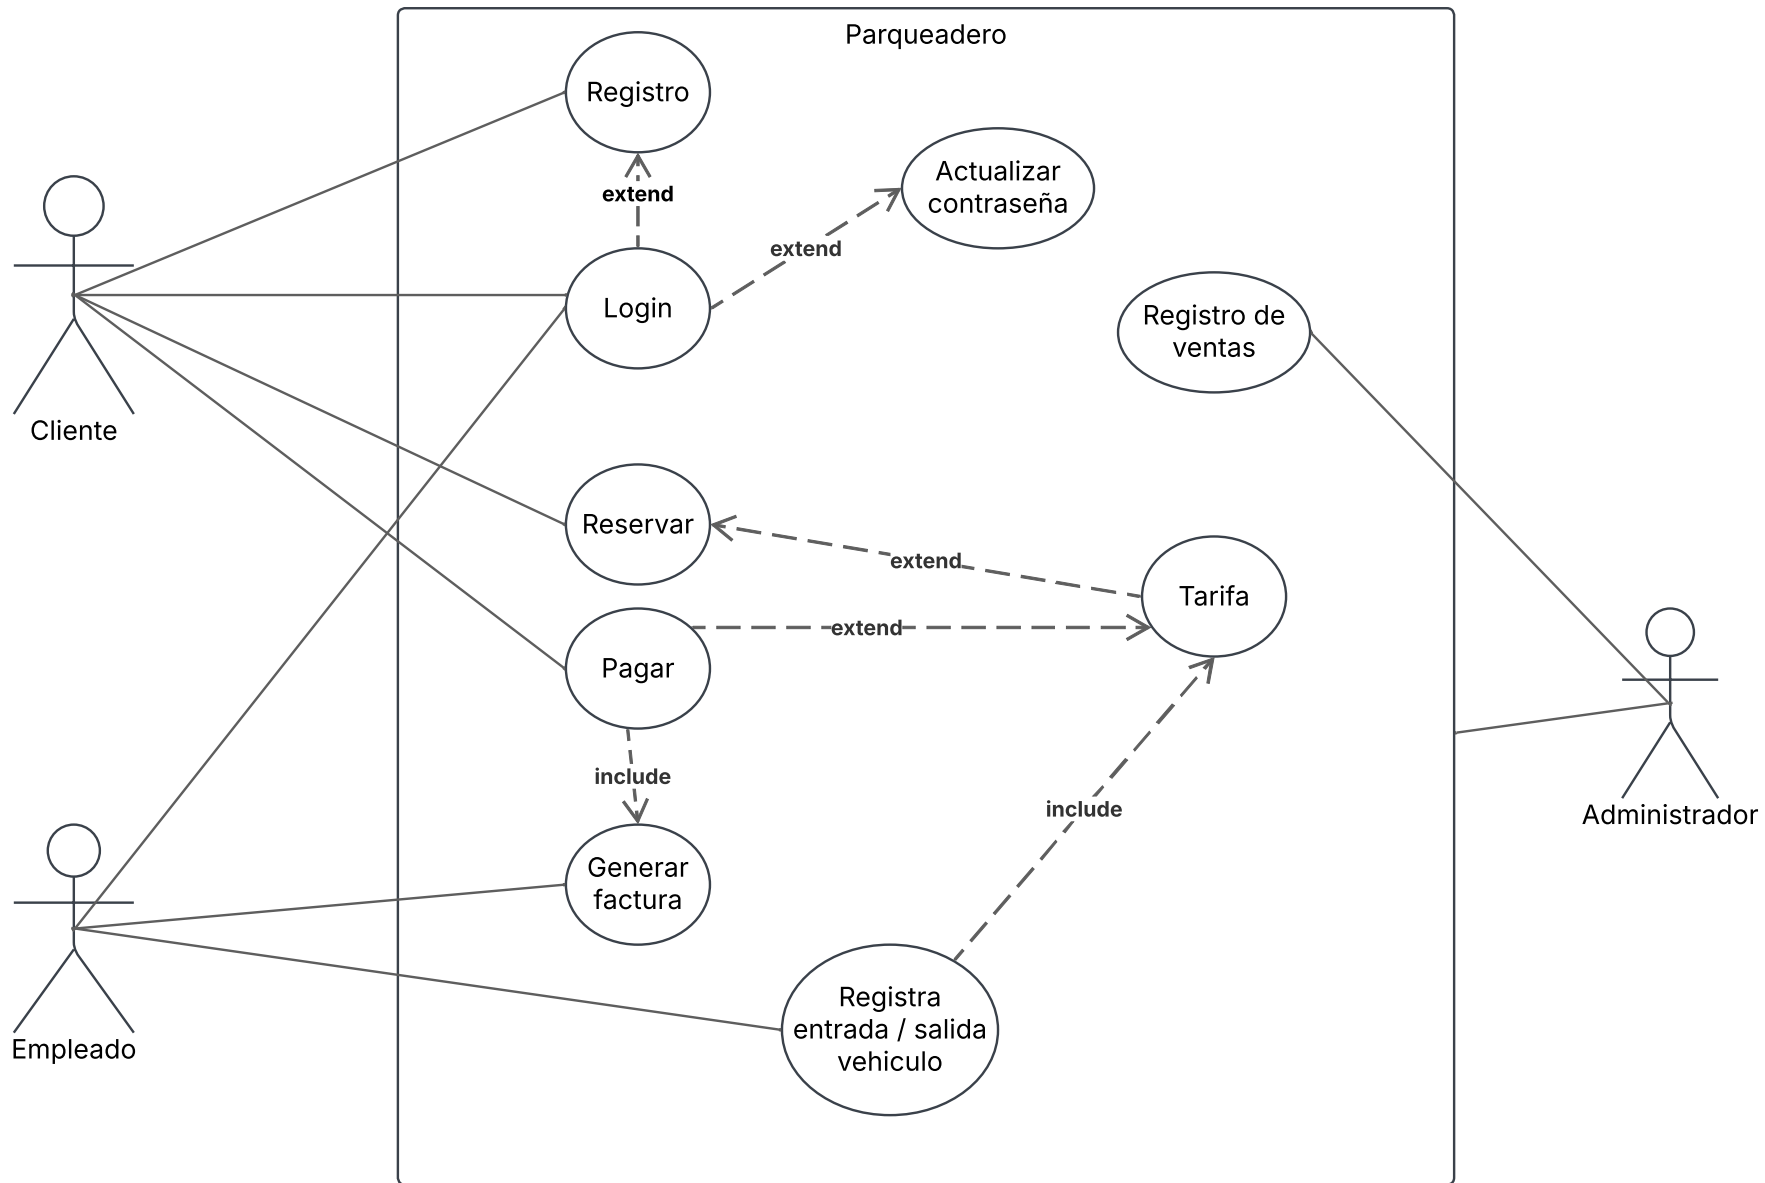 Parqueadero
Registro
extend
Actualizar
contraseña
extend
Login
Registro de
ventas
Cliente
Reservar
extend
Tarifa
extend
Pagar
include
include
Administrador
Generar
factura
Registra
entrada / salida
vehiculo
Empleado